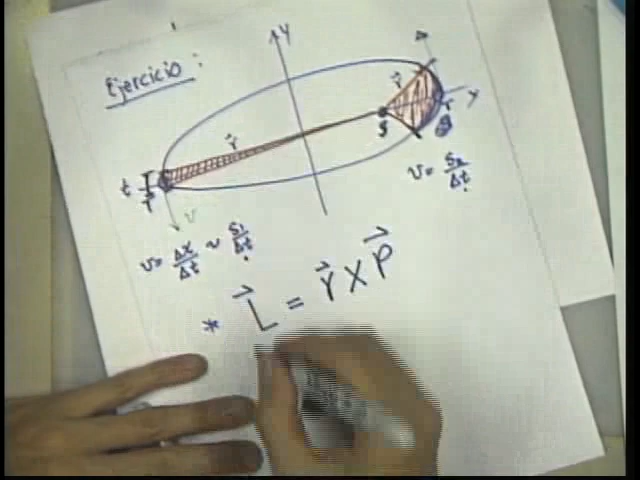 Ejercicio:
y
x
r⃗
r⃗
S
t
P
v
v = S₂/Δt
v = Δx/Δt ~ S₁/Δt
* L⃗ = r⃗ X P⃗